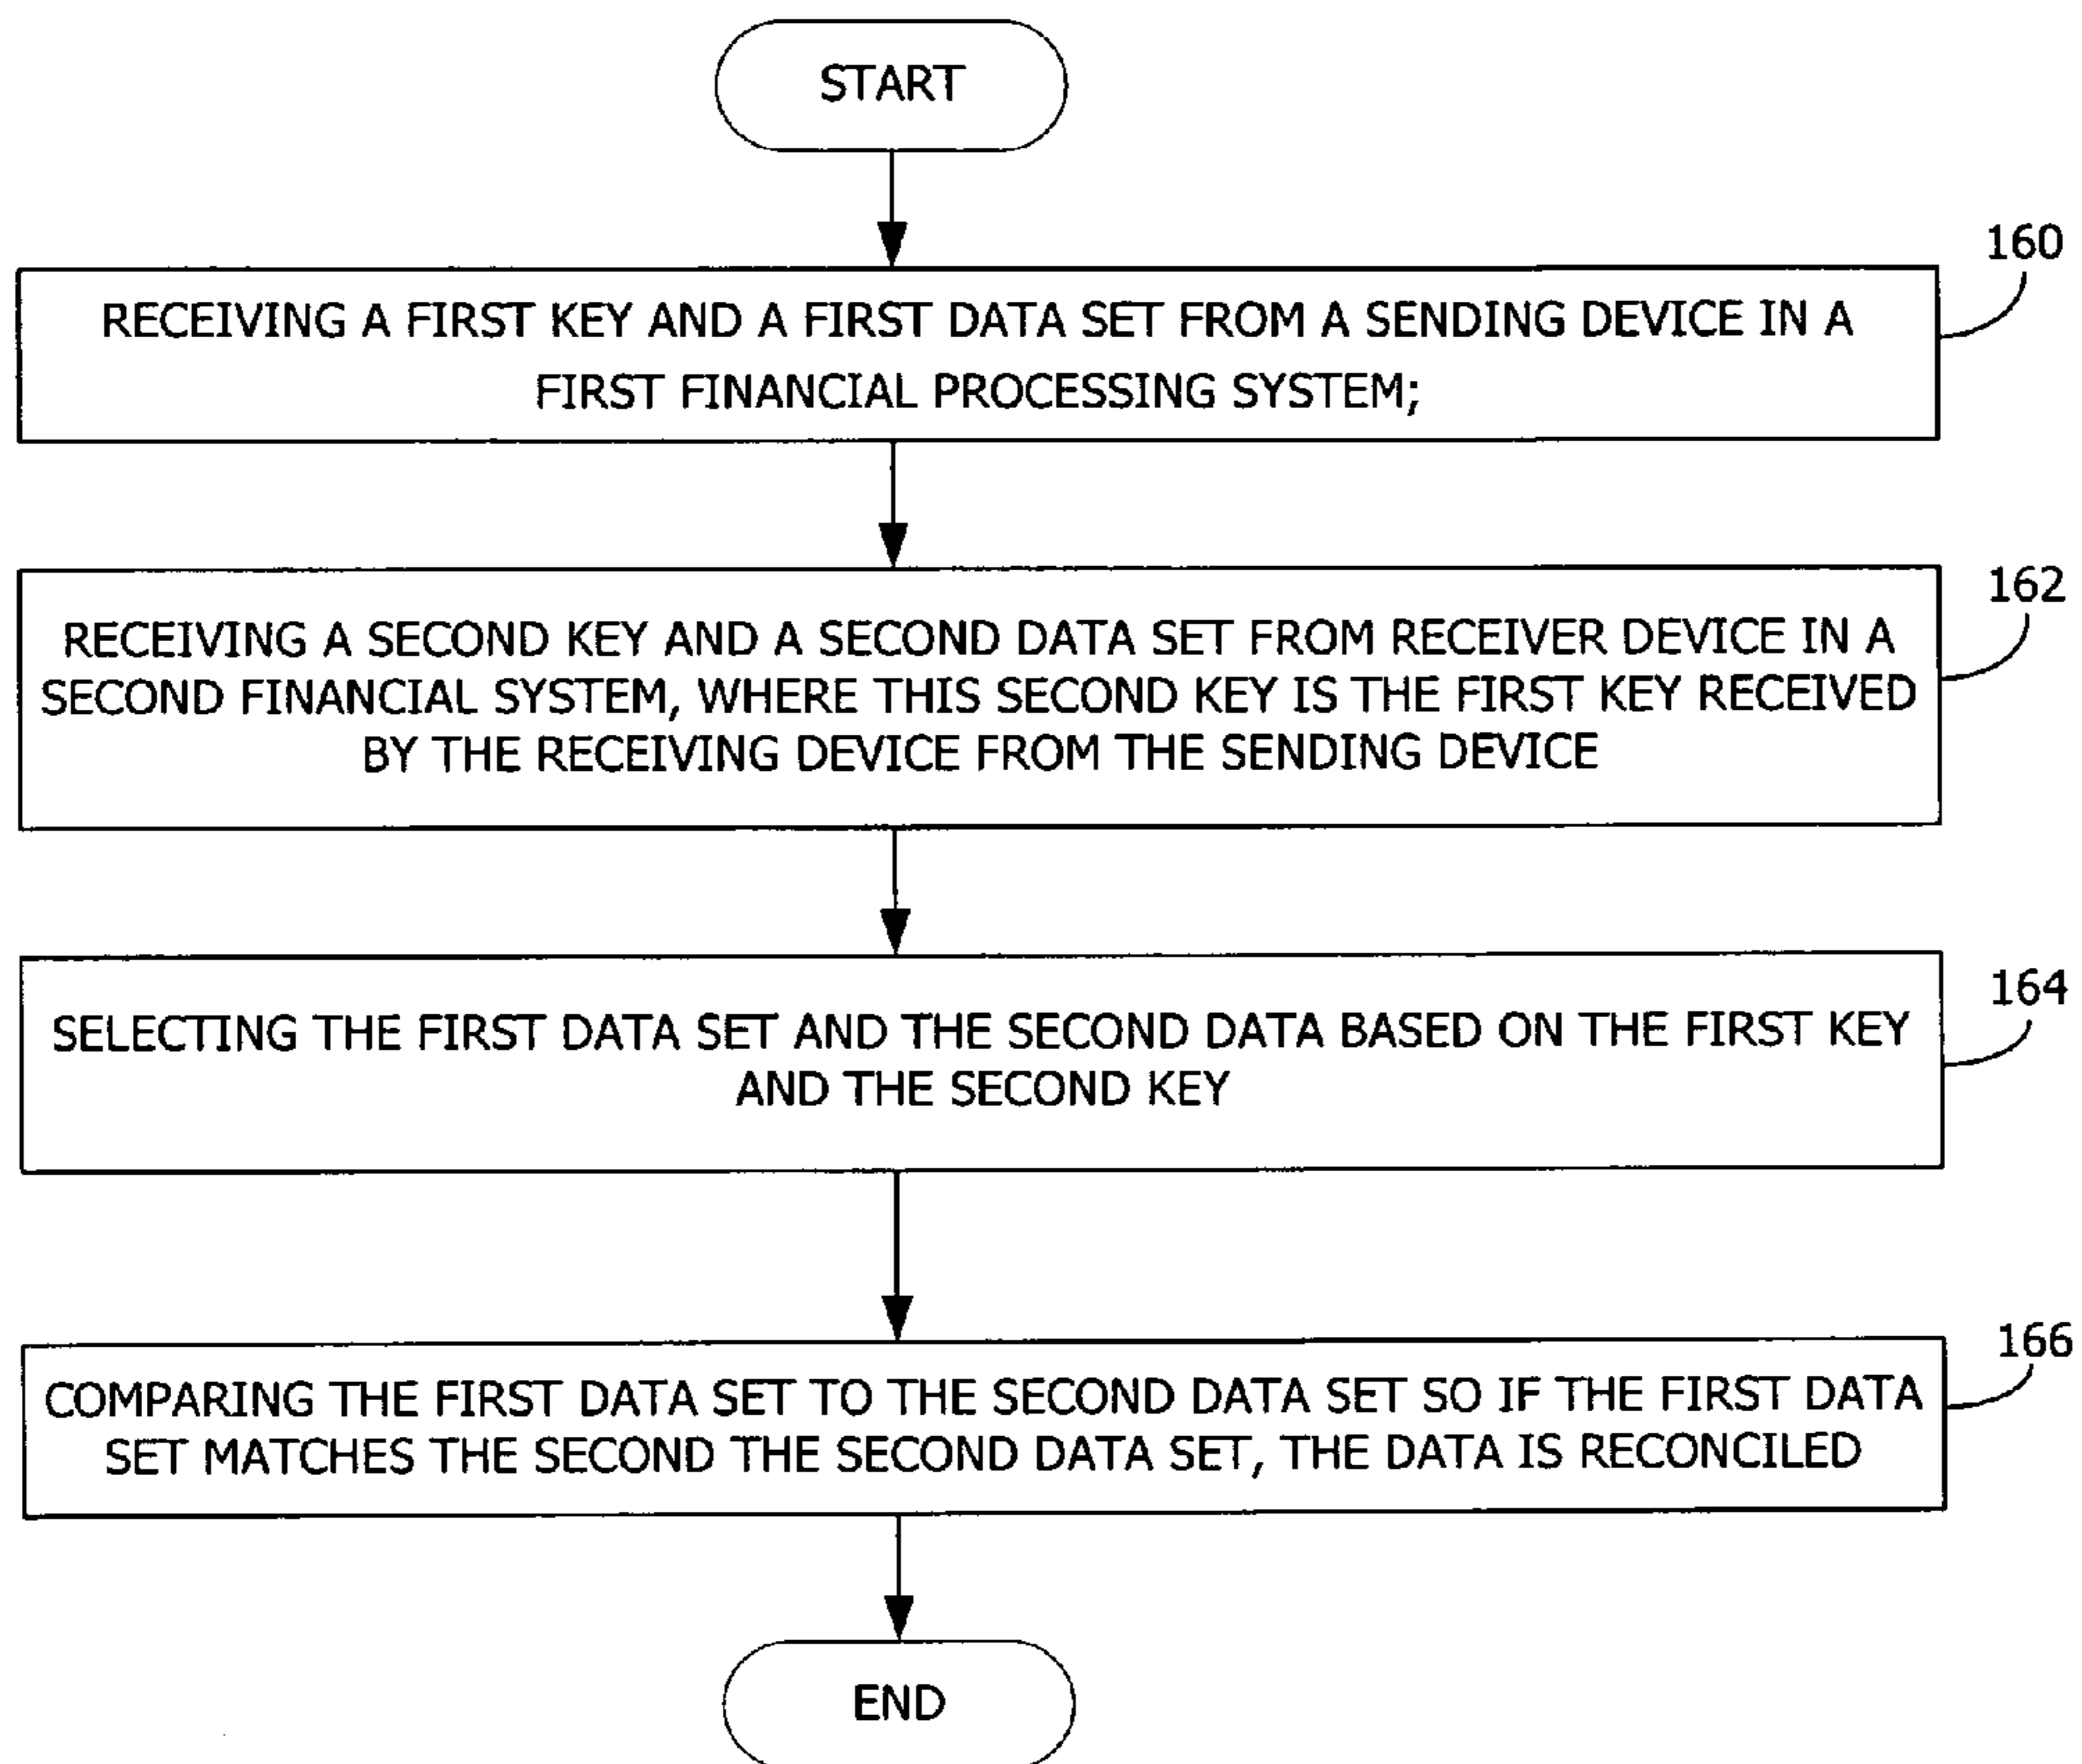 START
160
RECEIVING A FIRST KEY AND A FIRST DATA SET FROM A SENDING DEVICE IN A
FIRST FINANCIAL PROCESSING SYSTEM;
162
RECEIVING A SECOND KEY AND A SECOND DATA SET FROM RECEIVER DEVICE IN A
SECOND FINANCIAL SYSTEM, WHERE THIS SECOND KEY IS THE FIRST KEY RECEIVED
BY THE RECEIVING DEVICE FROM THE SENDING DEVICE
164
SELECTING THE FIRST DATA SET AND THE SECOND DATA BASED ON THE FIRST KEY
AND THE SECOND KEY
166
COMPARING THE FIRST DATA SET TO THE SECOND DATA SET SO IF THE FIRST DATA
SET MATCHES THE SECOND THE SECOND DATA SET, THE DATA IS RECONCILED
END